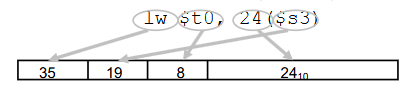 lw $t0, 24($s3)
35 19 8 24₁₀